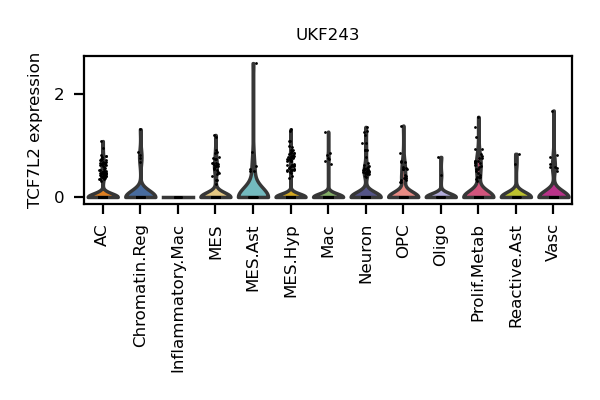 UKF243
TCF7L2 expression
2
0
AC
Chromatin.Reg
Inflammatory.Mac
MES
MES.Ast
MES.Hyp
Mac
Neuron
OPC
Oligo
Prolif.Metab
Reactive.Ast
Vasc